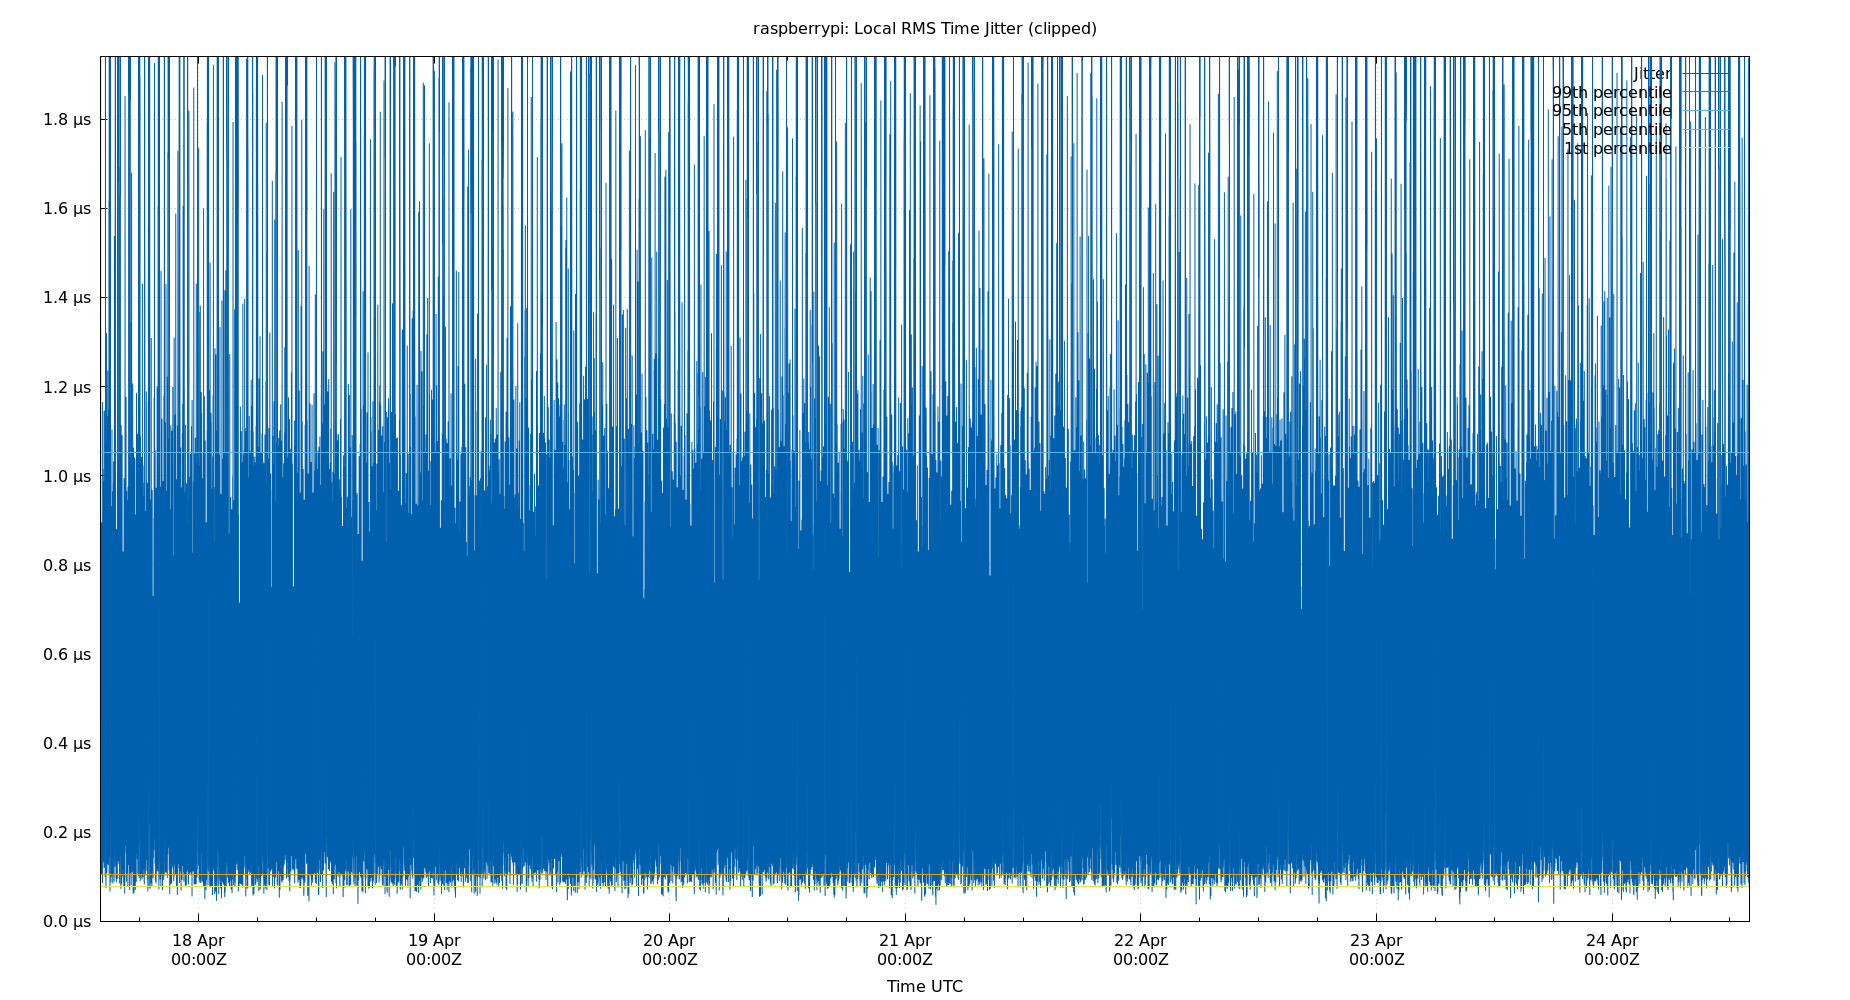 raspberrypi: Local RMS Time Jitter (clipped)
Jitter
99th percentile
95th percentile
5th percentile
1st percentile
1.8 µs
1.6 µs
1.4 µs
1.2 µs
1.0 µs
0.8 µs
0.6 µs
0.4 µs
0.2 µs
0.0 µs
18 Apr 19 Apr 20 Apr 21 Apr 22 Apr 23 Apr 24 Apr
00:00Z 00:00Z 00:00Z 00:00Z 00:00Z 00:00Z 00:00Z
Time UTC